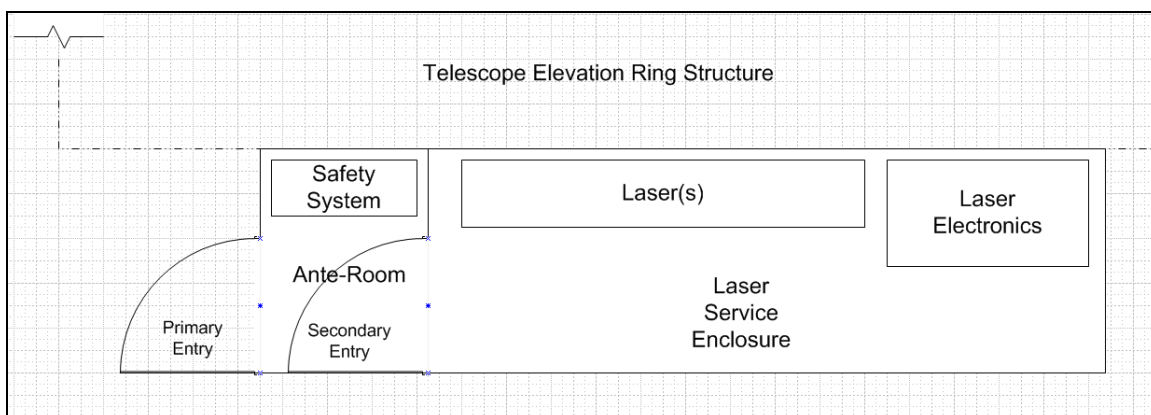 Telescope Elevation Ring Structure
Safety
System
Laser(s)
Laser
Electronics
Ante-Room
Laser
Service
Enclosure
Primary
Entry
Secondary
Entry